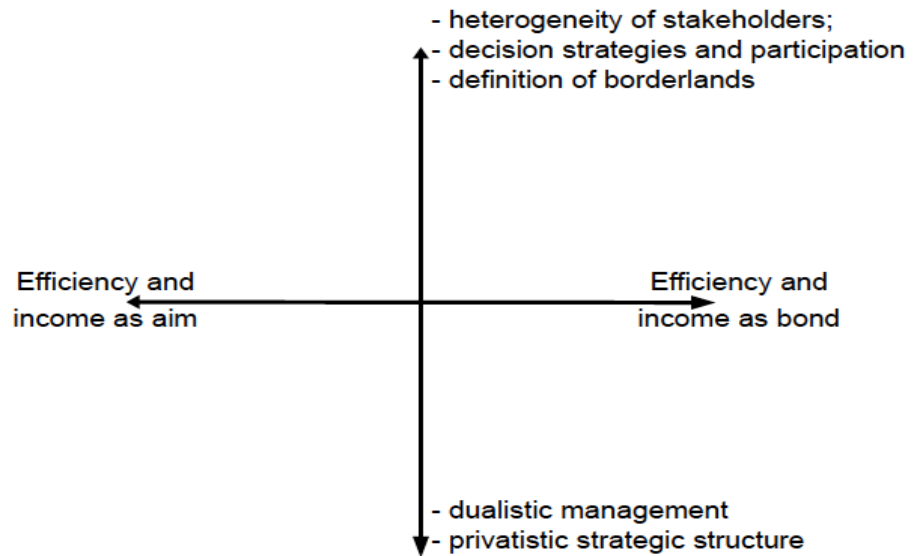 - heterogeneity of stakeholders;
- decision strategies and participation
- definition of borderlands
Efficiency and
income as aim
Efficiency and
income as bond
- dualistic management
- privatistic strategic structure